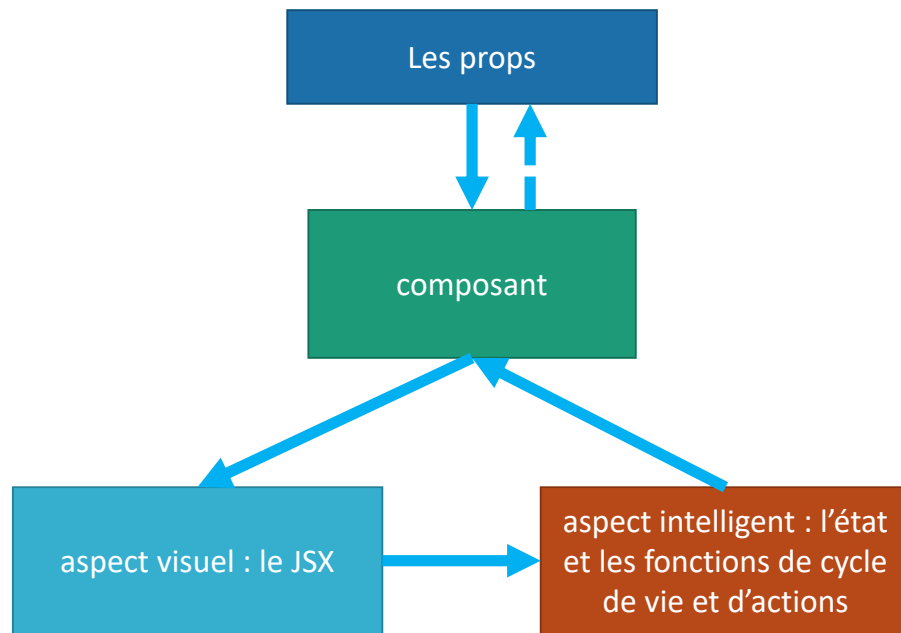 Les props
composant
aspect visuel : le JSX
aspect intelligent : l’état
et les fonctions de cycle
de vie et d’actions